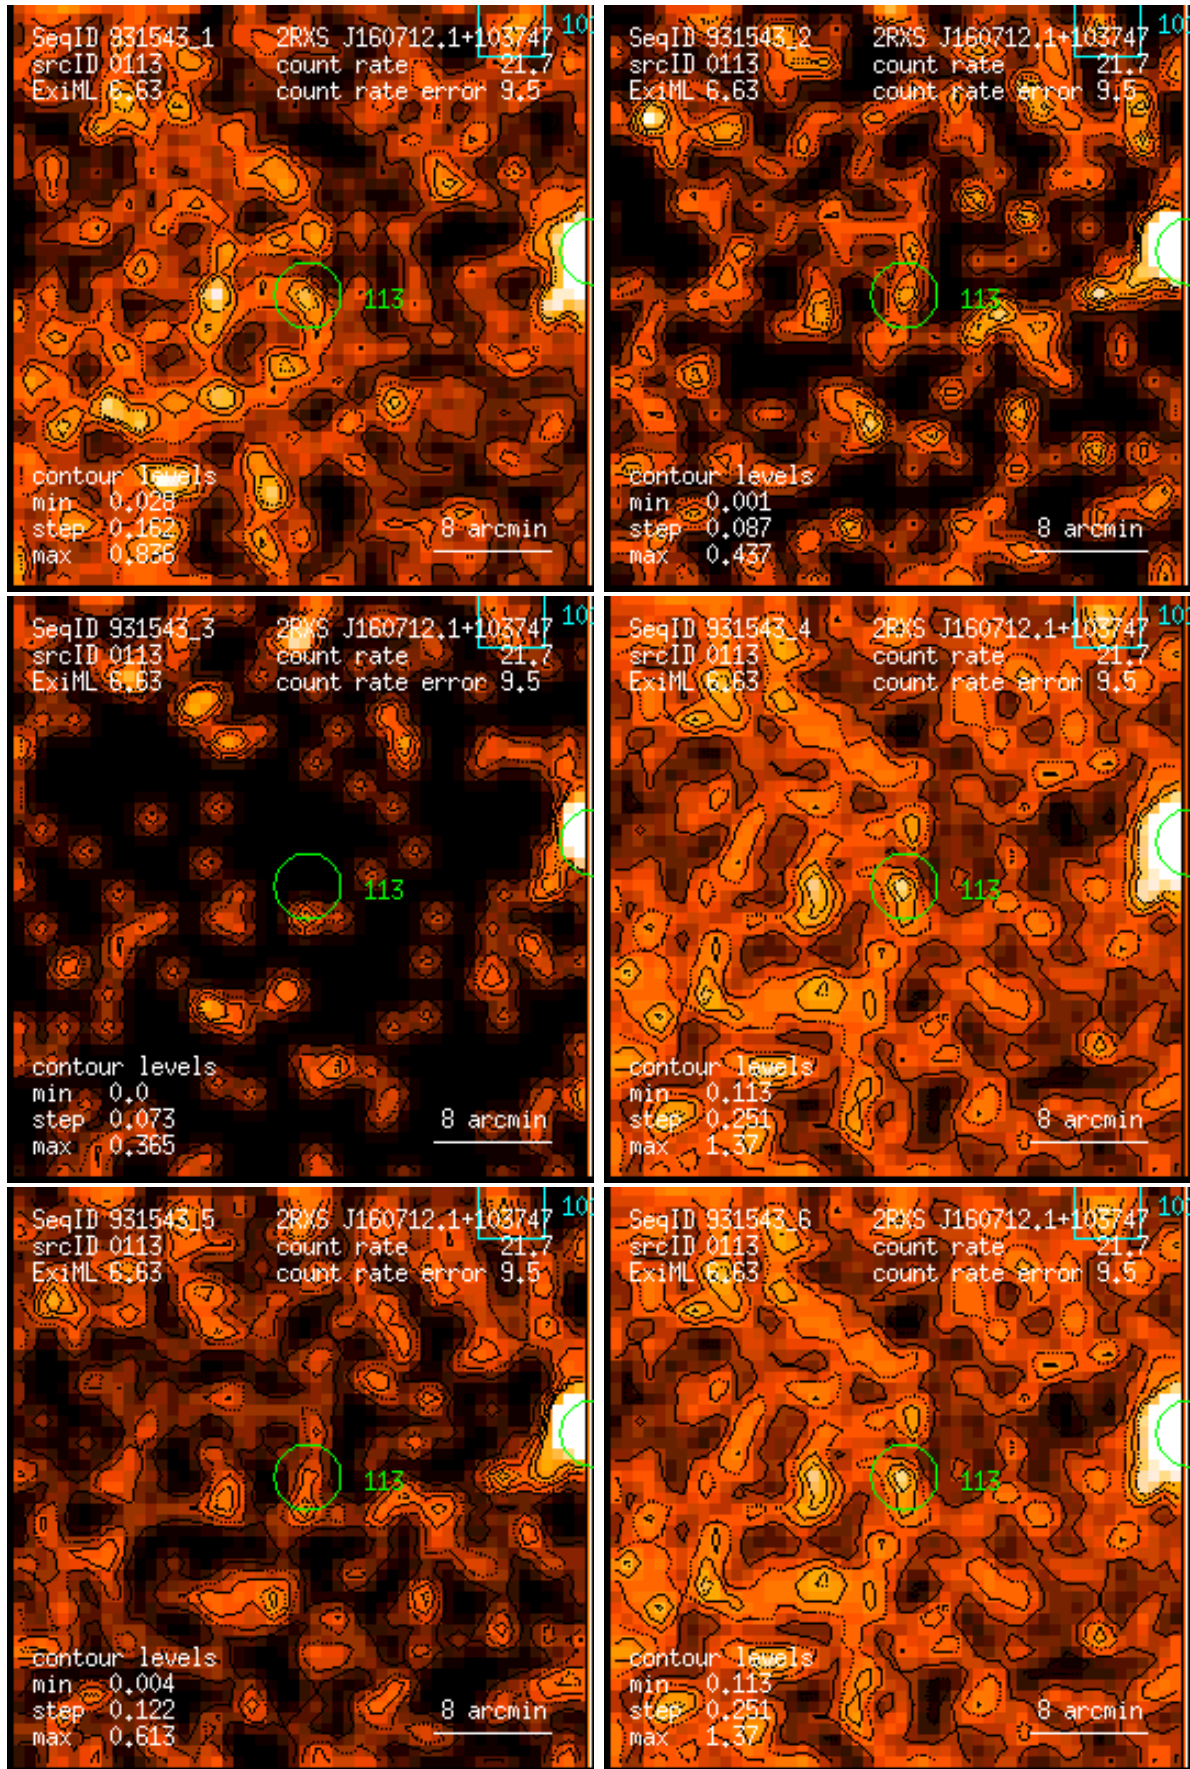 SeqID 931543_1 2RXS J160712.1+103747 10
srcID 0113 count rate 21.7
ExiML 6.63 count rate error 9.5
113
contour levels
min 0.028
step 0.162 8 arcmin
max 0.836
SeqID 931543_2 2RXS J160712.1+103747 10
srcID 0113 count rate 21.7
ExiML 6.63 count rate error 9.5
113
contour levels
min 0.001
step 0.087 8 arcmin
max 0.437
SeqID 931543_3 2RXS J160712.1+103747 10
srcID 0113 count rate 21.7
ExiML 6.63 count rate error 9.5
113
contour levels
min 0.0
step 0.073 8 arcmin
max 0.365
SeqID 931543_4 2RXS J160712.1+103747 10
srcID 0113 count rate 21.7
ExiML 6.63 count rate error 9.5
113
contour levels
min 0.113
step 0.251 8 arcmin
max 1.37
SeqID 931543_5 2RXS J160712.1+103747 10
srcID 0113 count rate 21.7
ExiML 6.63 count rate error 9.5
113
contour levels
min 0.004
step 0.122 8 arcmin
max 0.613
SeqID 931543_6 2RXS J160712.1+103747 10
srcID 0113 count rate 21.7
ExiML 6.63 count rate error 9.5
113
contour levels
min 0.113
step 0.251 8 arcmin
max 1.37